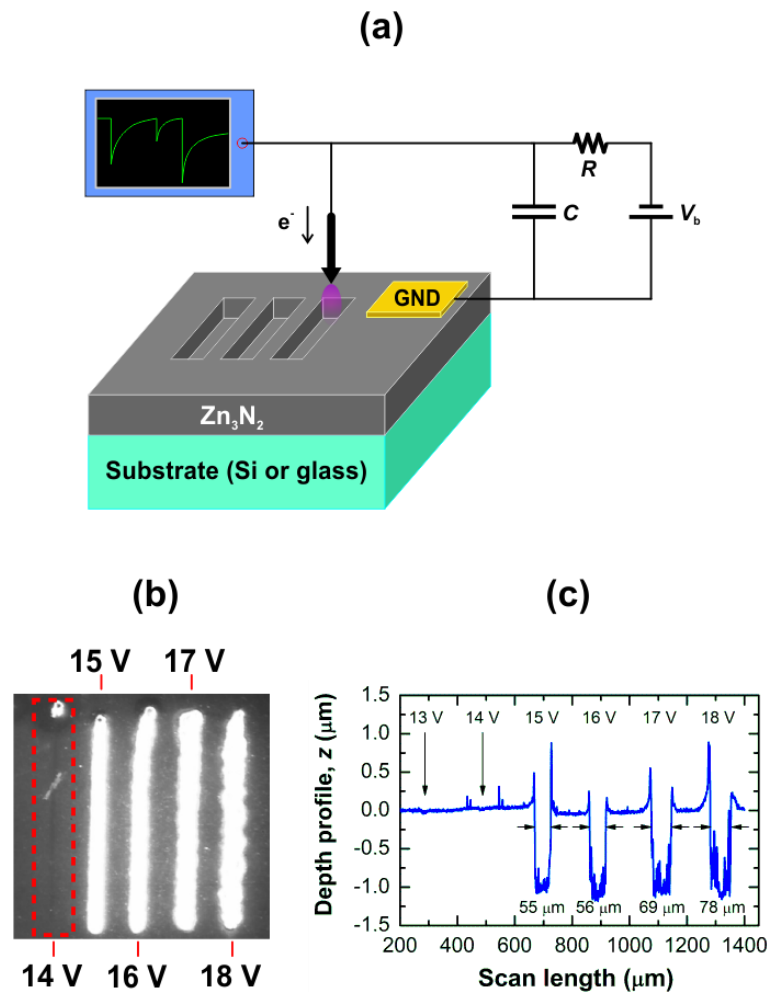 (a)
R
e-
C
Vb
GND
Zn3N2
Substrate (Si or glass)
(b)
15 V 17 V
14 V 16 V 18 V
(c)
Depth profile, z (μm)
1.5
1.0
0.5
0.0
-0.5
-1.0
-1.5
13 V 14 V 15 V 16 V 17 V 18 V
55 μm 56 μm 69 μm 78 μm
200 400 600 800 1000 1200 1400
Scan length (μm)